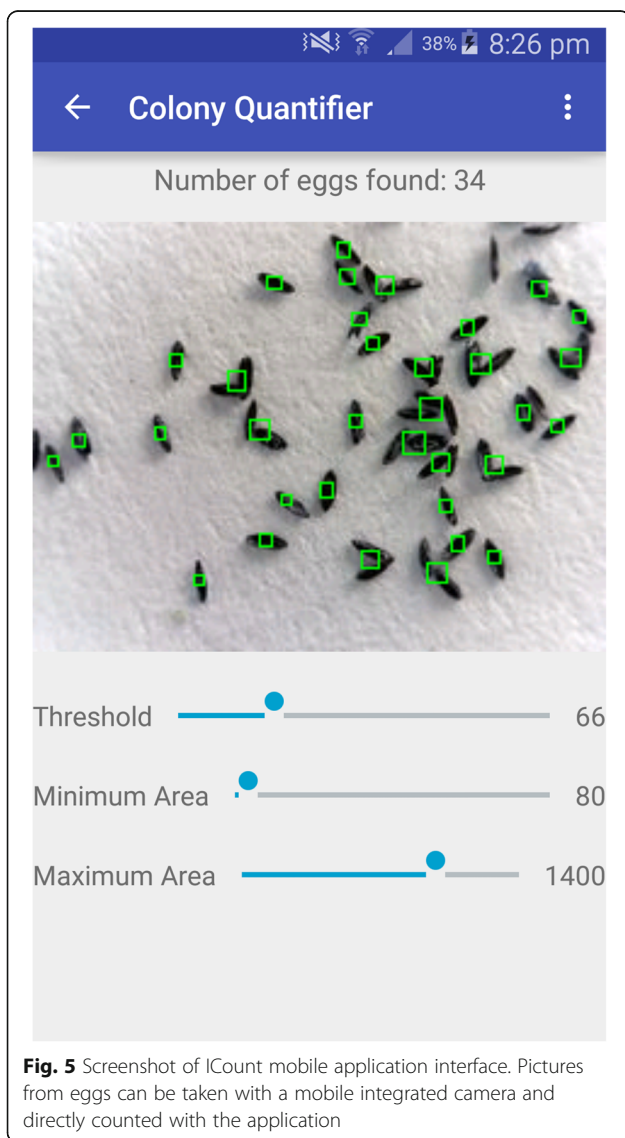 38% 8:26 pm
Colony Quantifier
Number of eggs found: 34
Threshold 66
Minimum Area 80
Maximum Area 1400
Fig. 5 Screenshot of ICount mobile application interface. Pictures
from eggs can be taken with a mobile integrated camera and
directly counted with the application